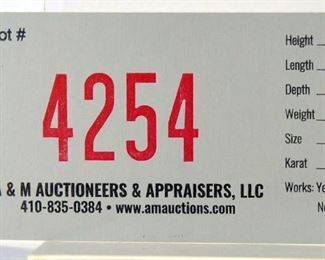 ot #
4254
A & M AUCTIONEERS & APPRAISERS, LLC
410-835-0384 • www.amauctions.com
Height
Length
Depth
Weight
Size
Karat
Works: Ye
N